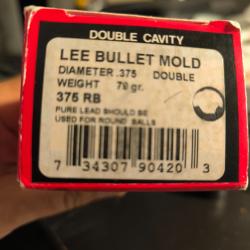 DOUBLE CAVITY
LEE BULLET MOLD
DIAMETER .375 DOUBLE
WEIGHT 79 gr.
375 RB
PURE LEAD SHOULD BE
USED FOR ROUND BALLS
7 34307 90420 3